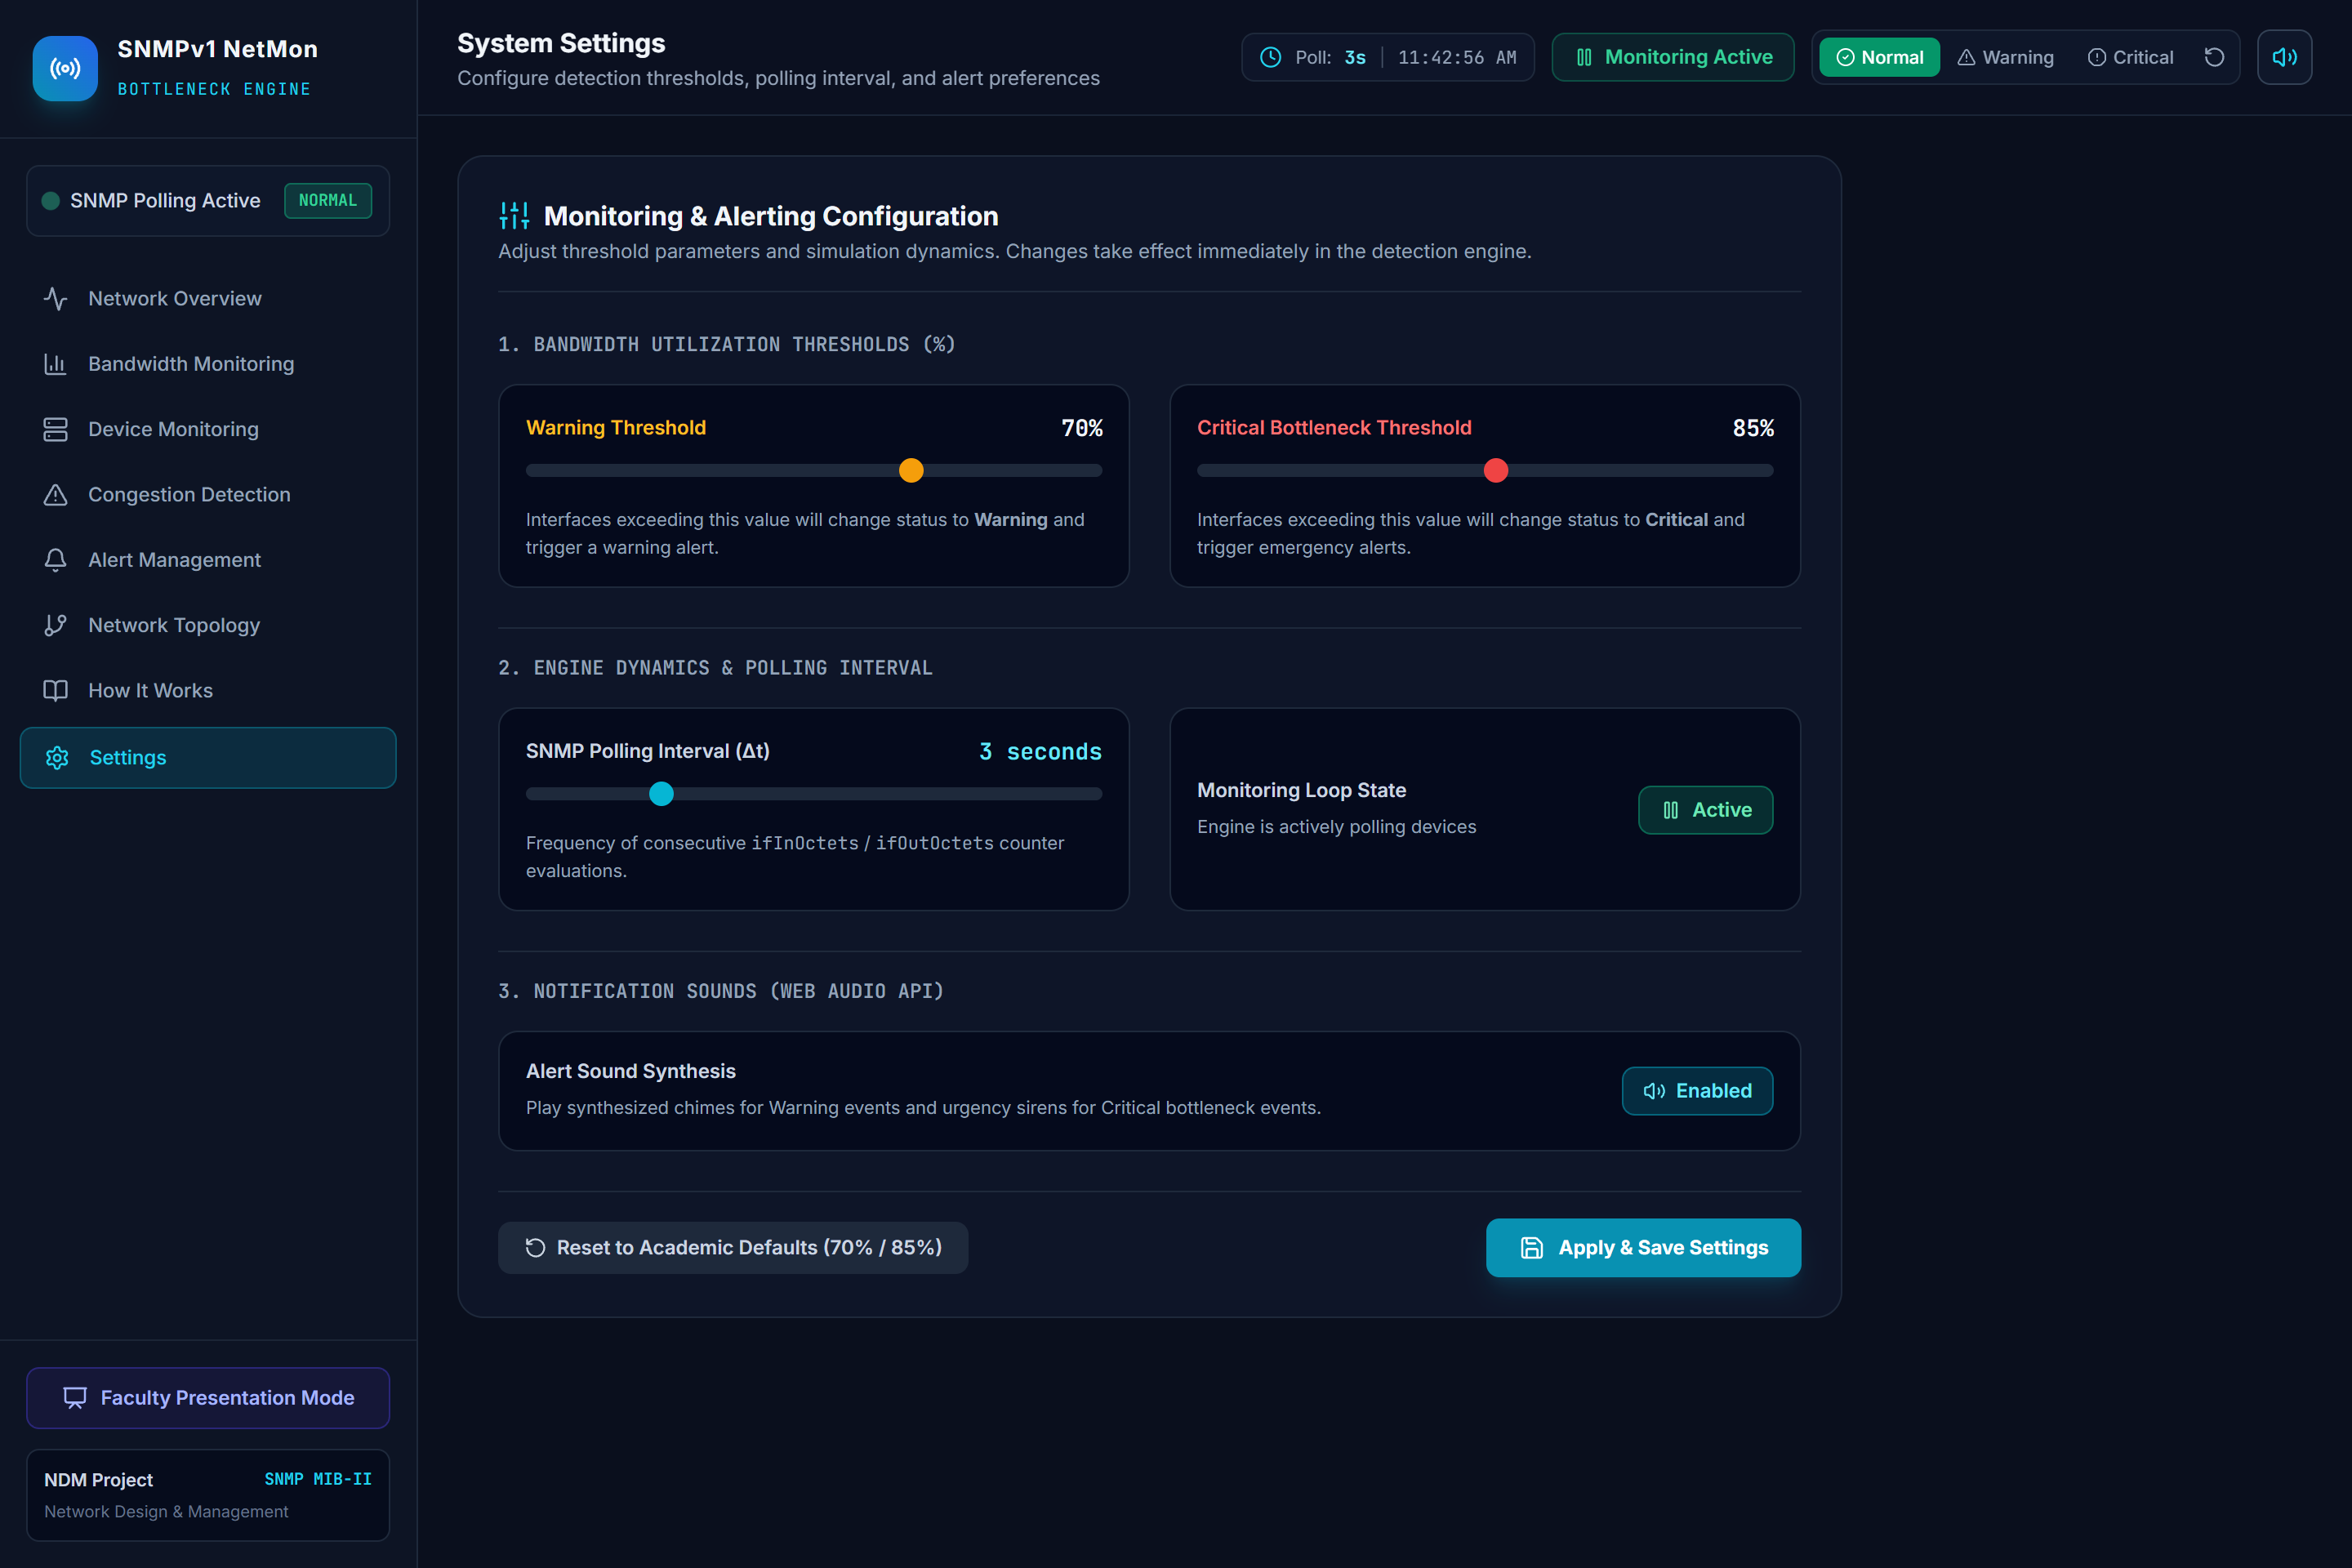 SNMPv1 NetMon
BOTTLENECK ENGINE
SNMP Polling Active
NORMAL
Network Overview
Bandwidth Monitoring
Device Monitoring
Congestion Detection
Alert Management
Network Topology
How It Works
Settings
Faculty Presentation Mode
NDM Project
SNMP MIB-II
Network Design & Management
System Settings
Configure detection thresholds, polling interval, and alert preferences
Poll: 3s
11:42:56 AM
Monitoring Active
Normal
Warning
Critical
Monitoring & Alerting Configuration
Adjust threshold parameters and simulation dynamics. Changes take effect immediately in the detection engine.
1. BANDWIDTH UTILIZATION THRESHOLDS (%)
Warning Threshold
70%
Interfaces exceeding this value will change status to Warning and
trigger a warning alert.
Critical Bottleneck Threshold
85%
Interfaces exceeding this value will change status to Critical and
trigger emergency alerts.
2. ENGINE DYNAMICS & POLLING INTERVAL
SNMP Polling Interval (Δt)
3 seconds
Frequency of consecutive ifInOctets / ifOutOctets counter
evaluations.
Monitoring Loop State
Engine is actively polling devices
Active
3. NOTIFICATION SOUNDS (WEB AUDIO API)
Alert Sound Synthesis
Play synthesized chimes for Warning events and urgency sirens for Critical bottleneck events.
Enabled
Reset to Academic Defaults (70% / 85%)
Apply & Save Settings